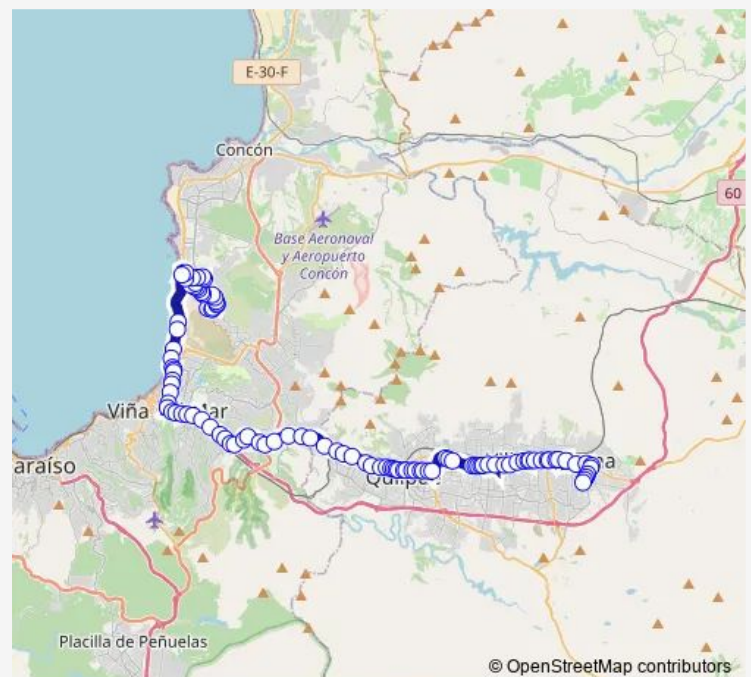 E-30-F
Concón
60
Base Aeronaval
y Aeropuerto
Concón
Viña
Mar
araíso
Placilla de Peñuelas
© OpenStreetMap contributors